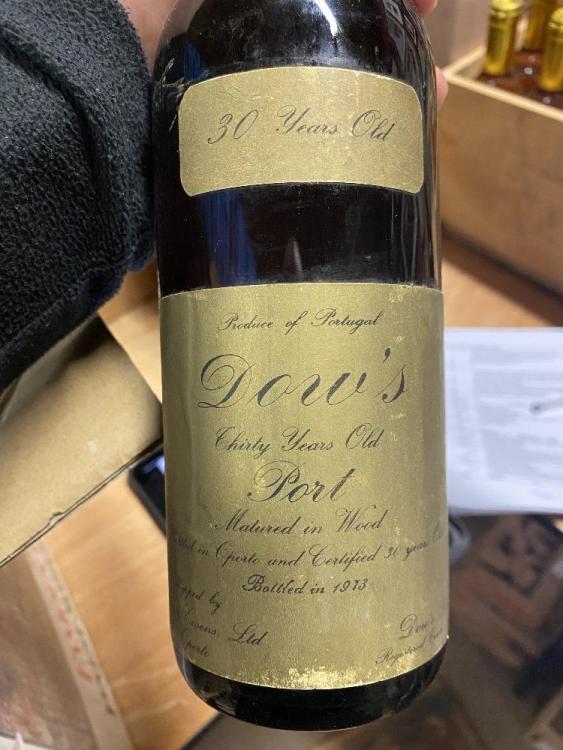 30 Years Old
Produce of Portugal
Dow's
Thirty Years Old
Port
Matured in Wood
in Oporto and Certified 30 years
Bottled in 1973
by
Ltd
Oporto
Dow's
Registered